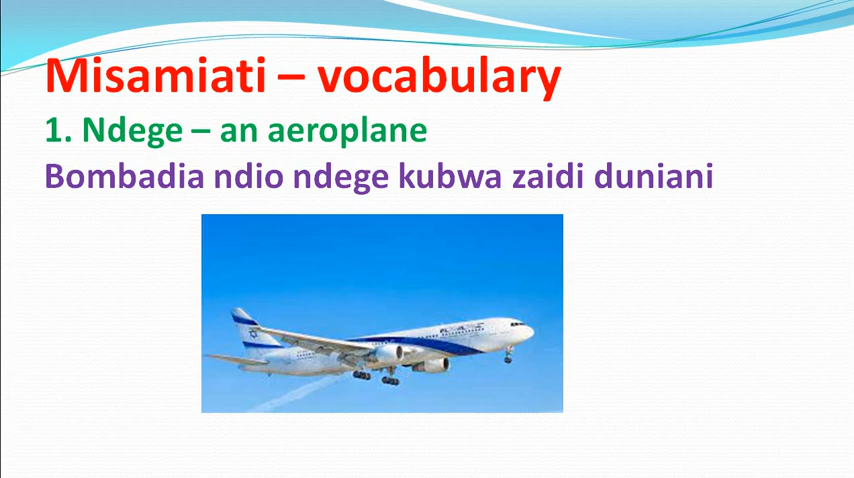 Misamiati – vocabulary
1. Ndege – an aeroplane
Bombadia ndio ndege kubwa zaidi duniani